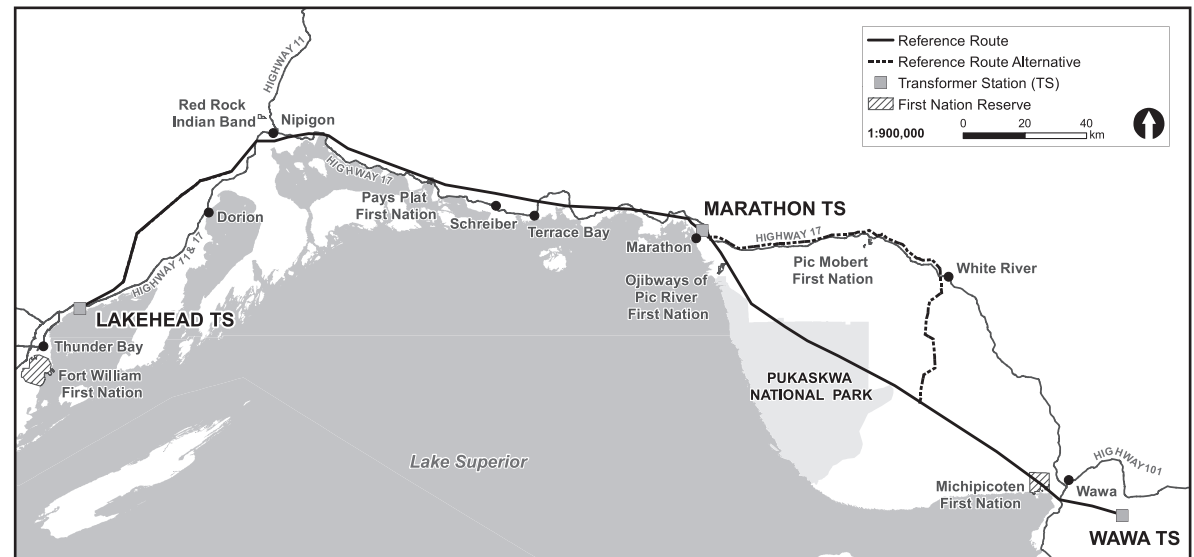 HIGHWAY 11
Red Rock
Indian Band
Nipigon
Reference Route
Reference Route Alternative
Transformer Station (TS)
First Nation Reserve
1:900,000
0 20 40
km
HIGHWAY 17
Pays Plat
First Nation
Dorion
Schreiber
Terrace Bay
MARATHON TS
Marathon
HIGHWAY 17
Pic Mobert
First Nation
White River
Ojibways of
Pic River
First Nation
HIGHWAY 11 & 17
LAKEHEAD TS
Thunder Bay
Fort William
First Nation
PUKASKWA
NATIONAL PARK
Lake Superior
HIGHWAY 101
Michipicoten
First Nation
Wawa
WAWA TS